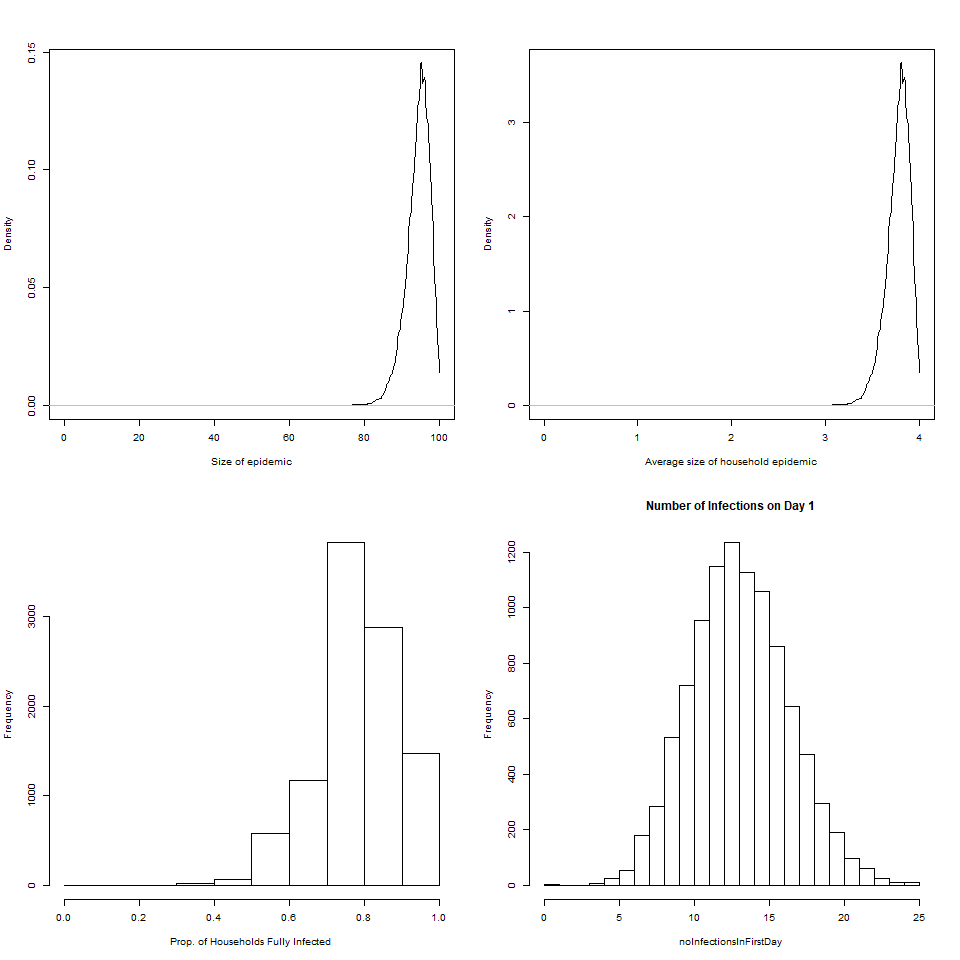 Density
0.15
0.10
0.05
0.00
0 20 40 60 80 100
Size of epidemic
Density
3
2
1
0
0 1 2 3 4
Average size of household epidemic
Frequency
3000
2000
1000
0
0.0 0.2 0.4 0.6 0.8 1.0
Prop. of Households Fully Infected
Number of Infections on Day 1
Frequency
1200
1000
800
600
400
200
0
0 5 10 15 20 25
noInfectionsInFirstDay